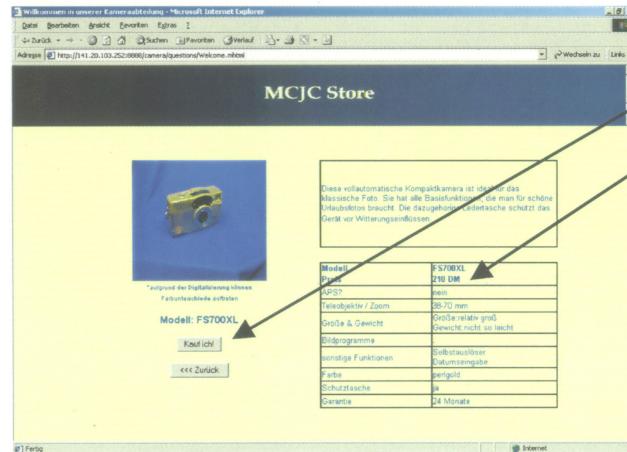 Willkommen in unserer Kameraabteilung - Microsoft Internet Explorer
Datei Bearbeiten Ansicht Favoriten Extras ?
Zurück Suchen Favoriten Verlauf
Adresse http://141.20.103.252:8888/camera/questions/Welcome.mhtml Wechseln zu Links
MCJC Store
Diese vollautomatische Kompaktkamera ist ideal für das
klassische Foto. Sie hat alle Basisfunktionen, die man für schöne
Urlaubsfotos braucht. Die dazugehörige Ledertasche schützt das
Gerät vor Witterungseinflüssen.
*aufgrund der Digitalisierung können
Farbunterschiede auftreten
Modell: FS700XL
Kauf ich!
<<< Zurück
Modell FS700XL
Preis 210 DM
APS? nein
Teleobjektiv / Zoom 38-70 mm
Größe & Gewicht Größe:relativ groß
Gewicht:nicht so leicht
Bildprogramme
sonstige Funktionen Selbstauslöser
Datumseingabe
Farbe perlgold
Schutztasche ja
Garantie 24 Monate
Fertig Internet